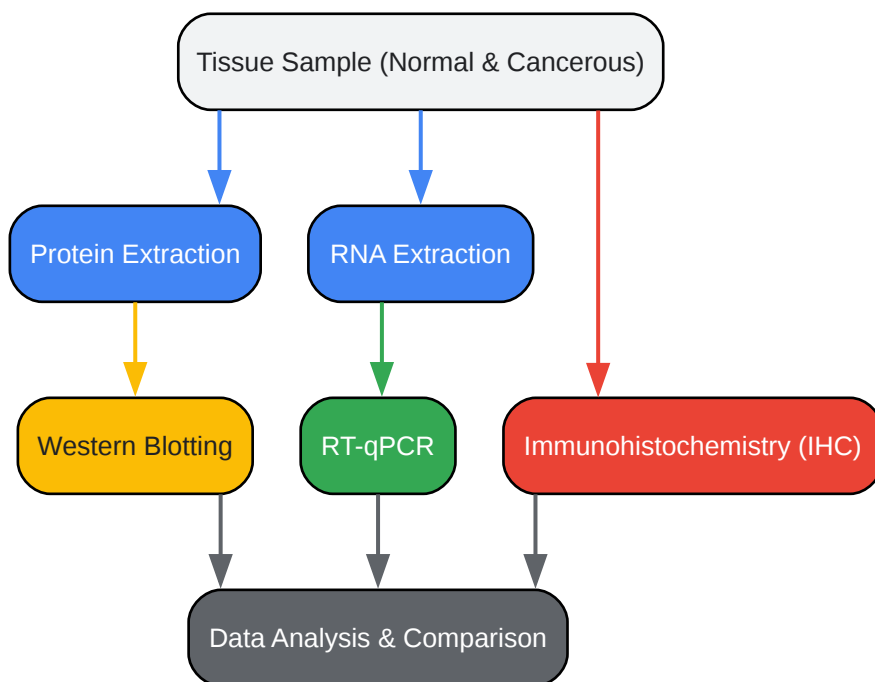 Tissue Sample (Normal & Cancerous)
Protein Extraction
RNA Extraction
Western Blotting
RT-qPCR
Immunohistochemistry (IHC)
Data Analysis & Comparison